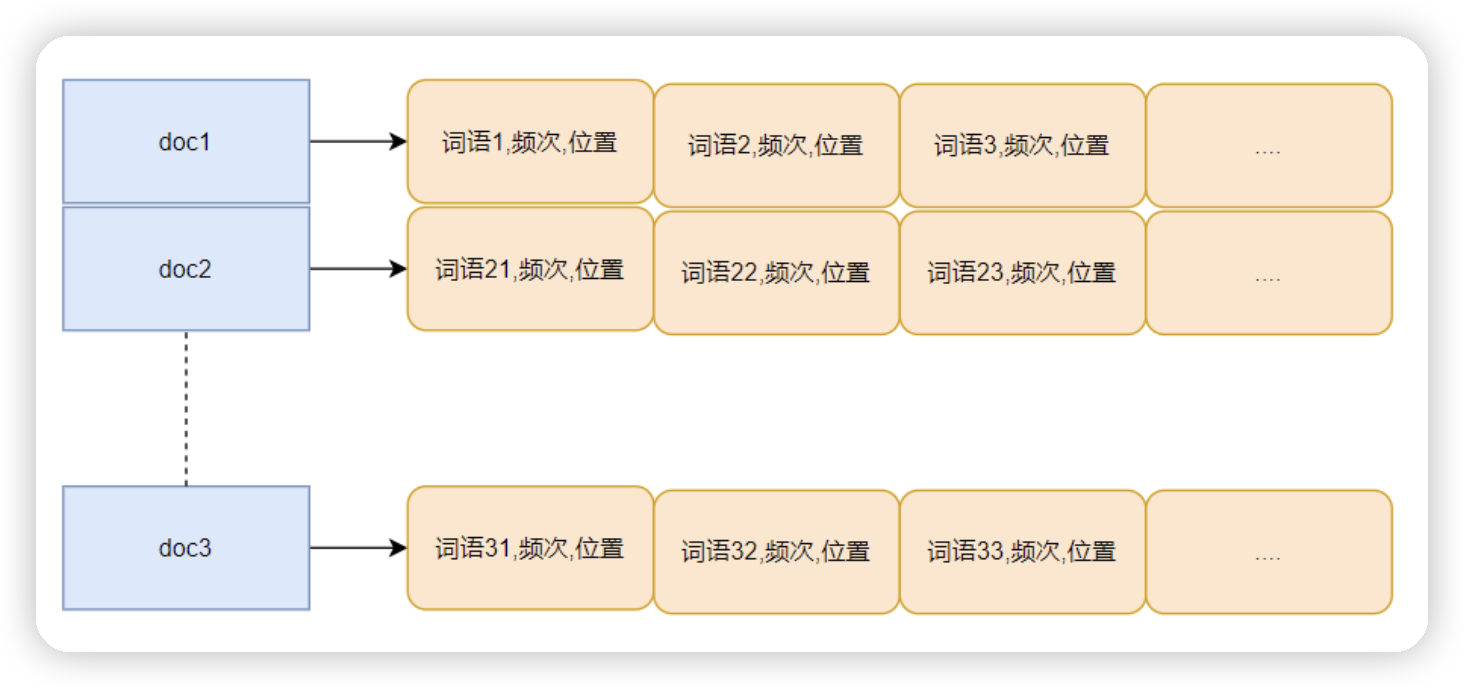 doc1
词语1,频次,位置
词语2,频次,位置
词语3,频次,位置
....
doc2
词语21,频次,位置
词语22,频次,位置
词语23,频次,位置
....
doc3
词语31,频次,位置
词语32,频次,位置
词语33,频次,位置
....